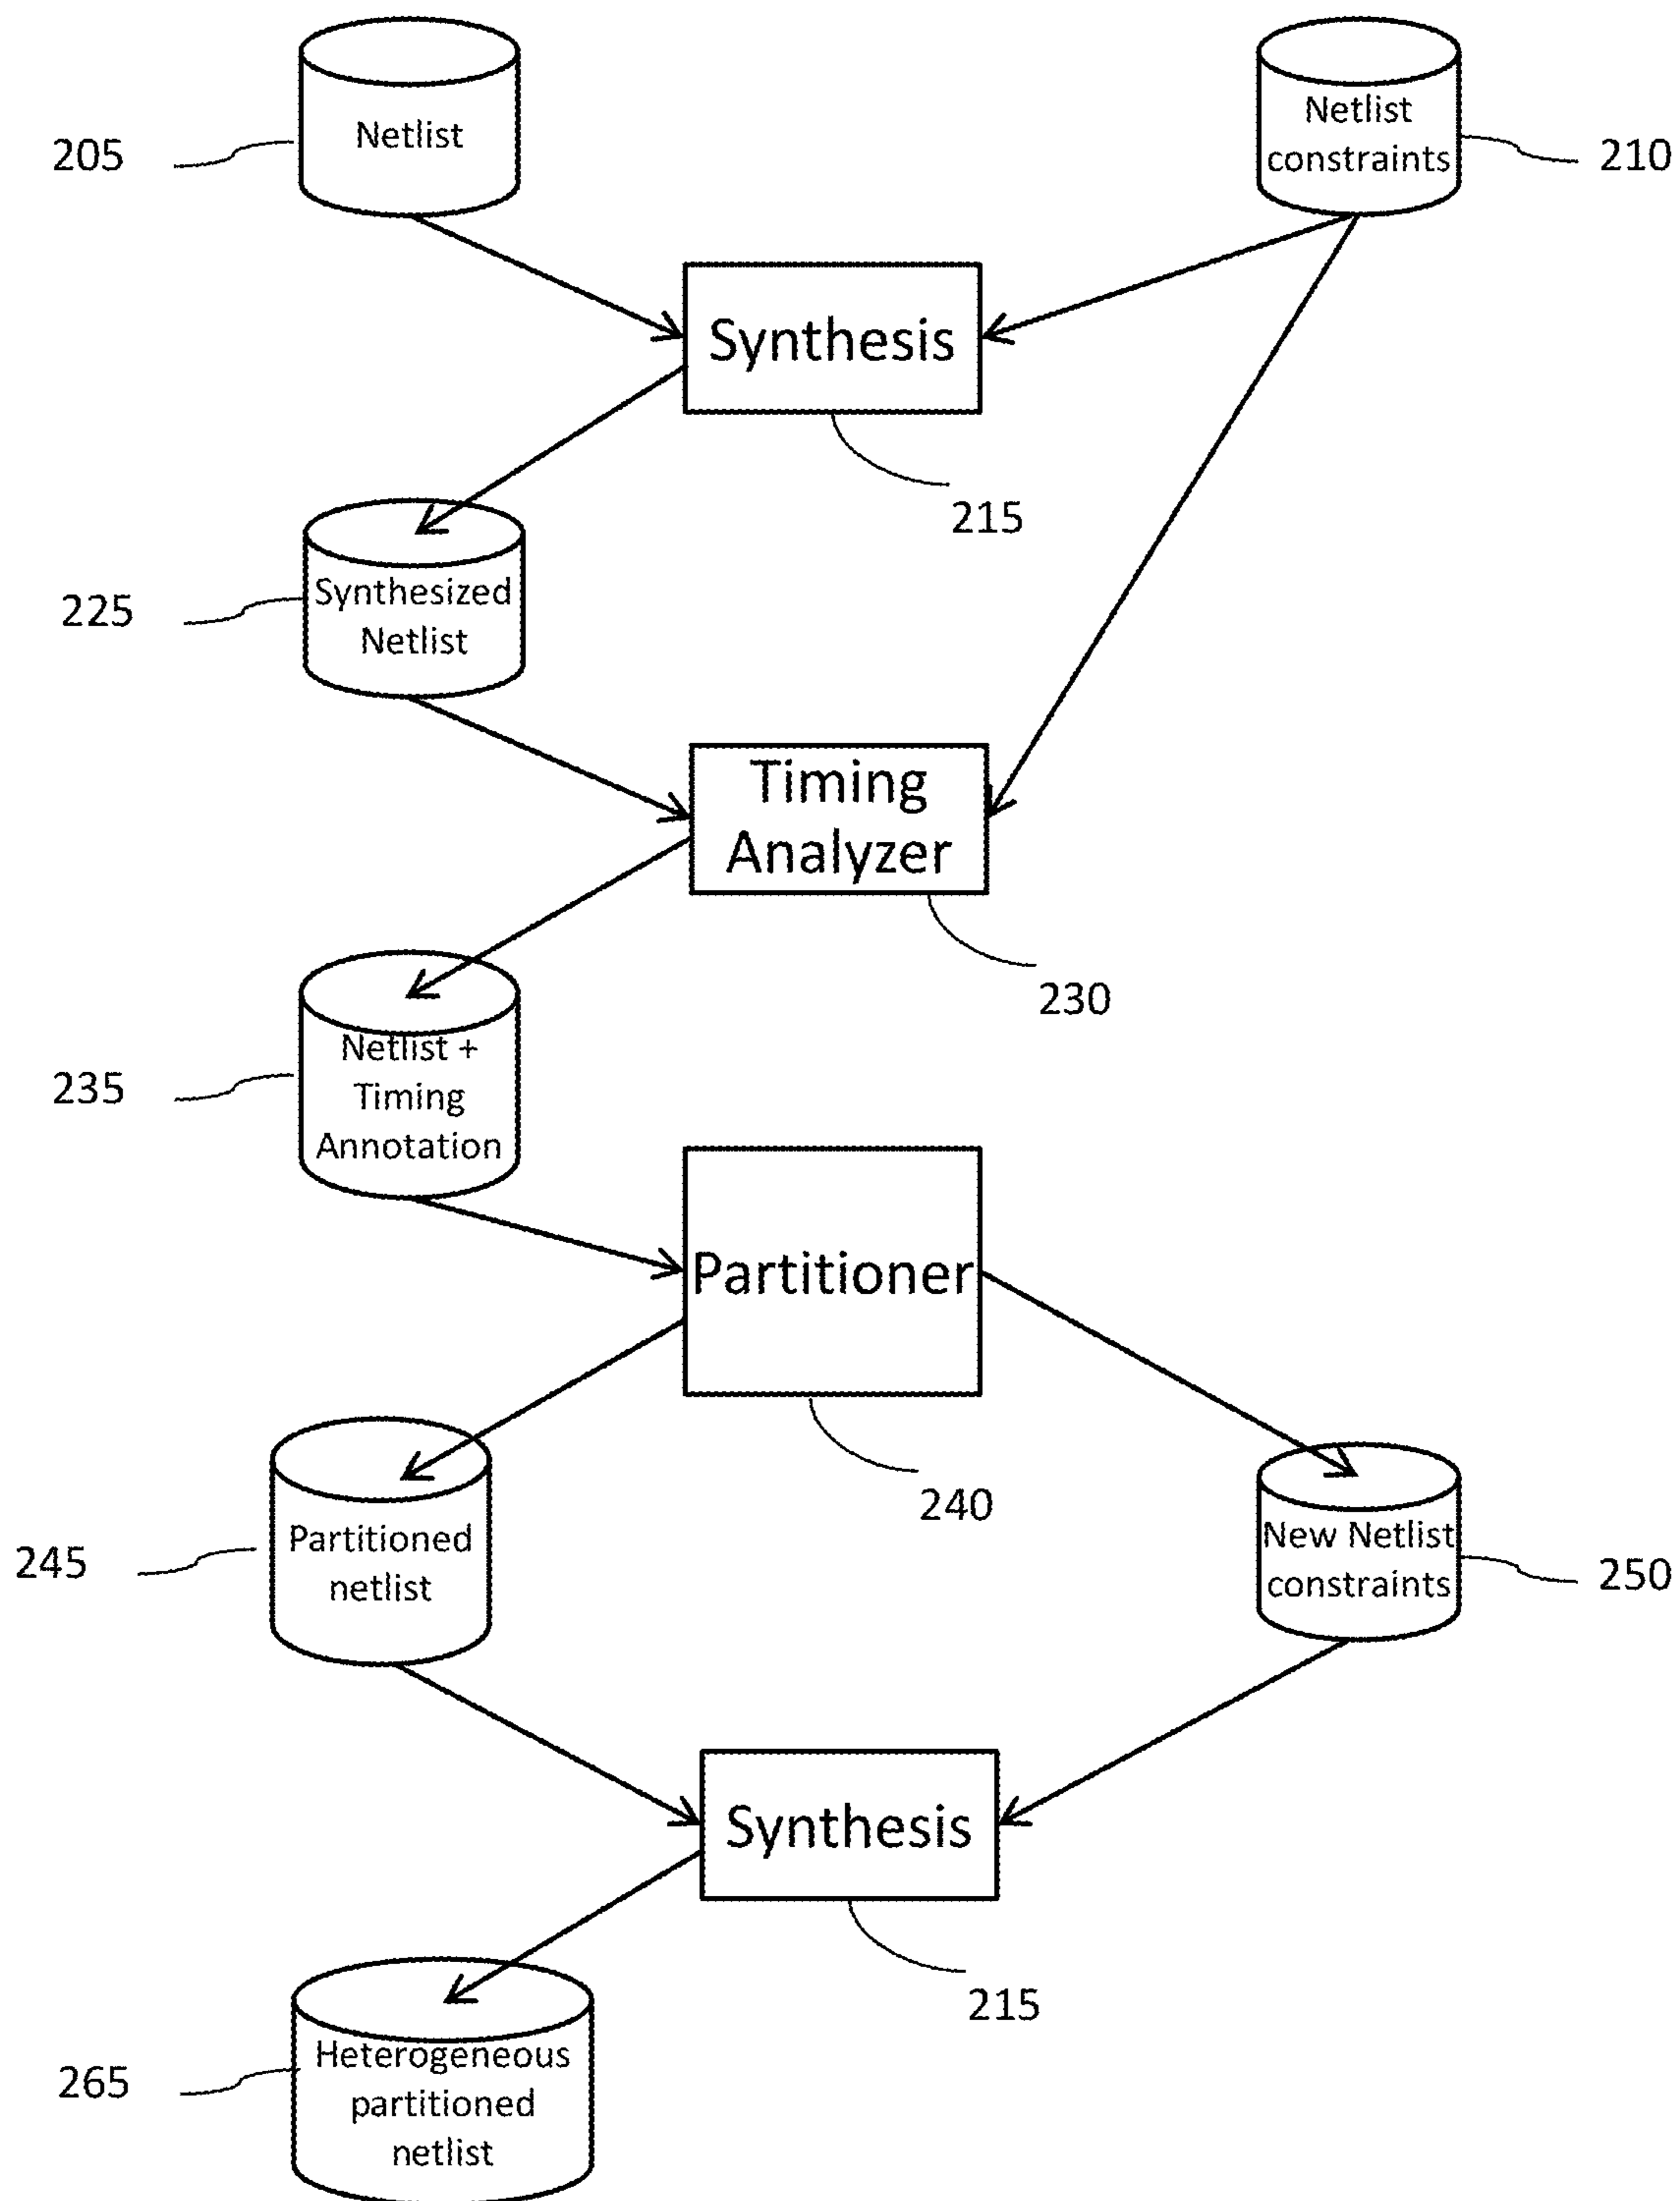 Netlist
205
Netlist
constraints
210
Synthesis
215
Synthesized
Netlist
225
Timing
Analyzer
230
Netlist +
Timing
Annotation
235
Partitioner
240
Partitioned
netlist
245
New Netlist
constraints
250
Synthesis
215
Heterogeneous
partitioned
netlist
265